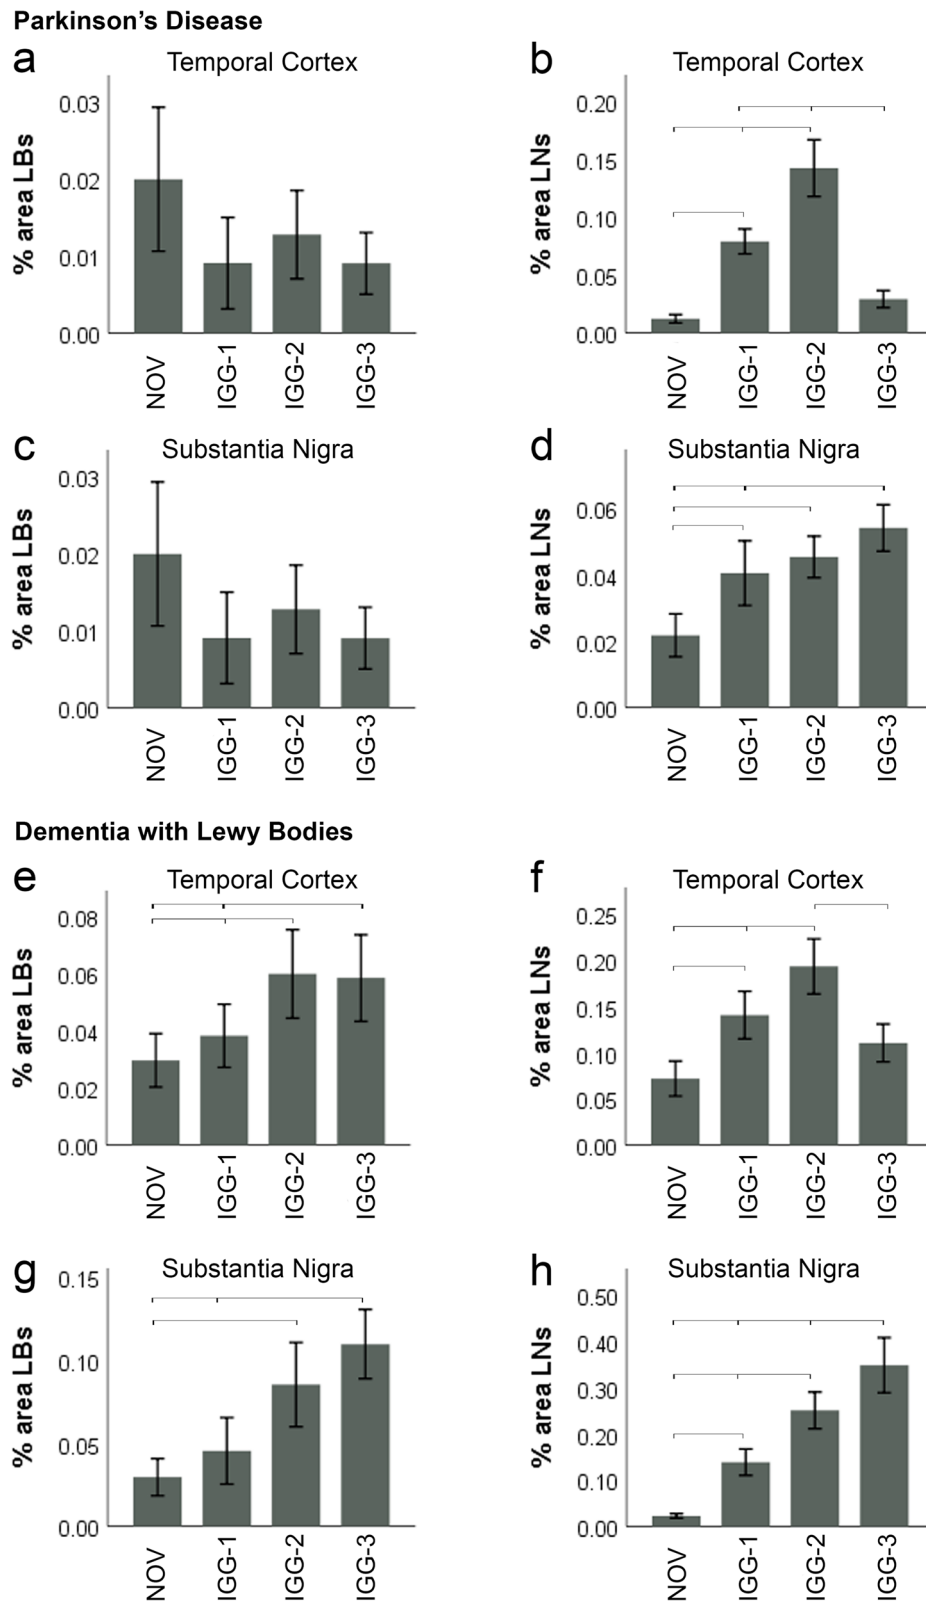 Parkinson's Disease
a
Temporal Cortex
% area LBs
0.03
0.02
0.01
0.00
NOV
IGG-1
IGG-2
IGG-3
b
Temporal Cortex
% area LNs
0.20
0.15
0.10
0.05
0.00
NOV
IGG-1
IGG-2
IGG-3
c
Substantia Nigra
% area LBs
0.03
0.02
0.01
0.00
NOV
IGG-1
IGG-2
IGG-3
d
Substantia Nigra
% area LNs
0.06
0.04
0.02
0.00
NOV
IGG-1
IGG-2
IGG-3
Dementia with Lewy Bodies
e
Temporal Cortex
% area LBs
0.08
0.06
0.04
0.02
0.00
NOV
IGG-1
IGG-2
IGG-3
f
Temporal Cortex
% area LNs
0.25
0.20
0.15
0.10
0.05
0.00
NOV
IGG-1
IGG-2
IGG-3
g
Substantia Nigra
% area LBs
0.15
0.10
0.05
0.00
NOV
IGG-1
IGG-2
IGG-3
h
Substantia Nigra
% area LNs
0.50
0.40
0.30
0.20
0.10
0.00
NOV
IGG-1
IGG-2
IGG-3